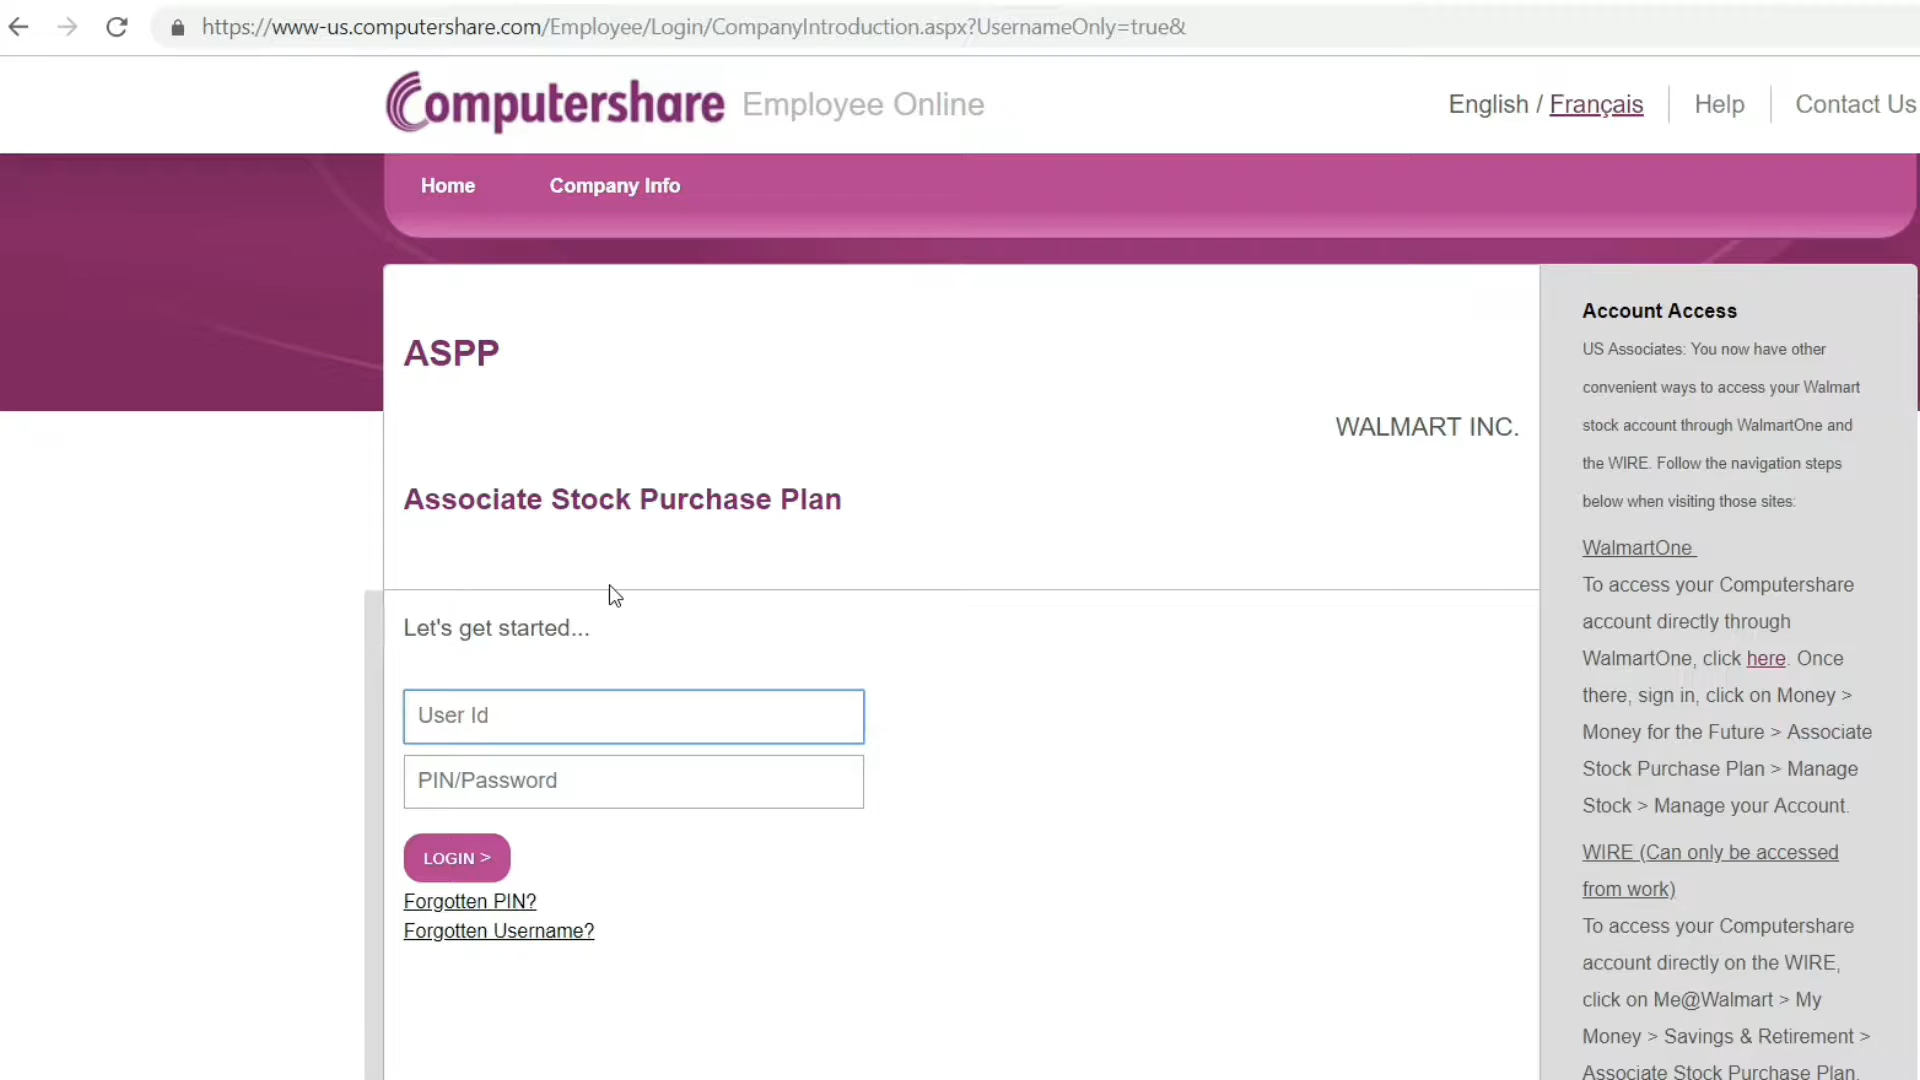 https://www-us.computershare.com/Employee/Login/CompanyIntroduction.aspx?UsernameOnly=true&
Computershare Employee Online
English / Français Help Contact Us
Home Company Info
ASPP
WALMART INC.
Associate Stock Purchase Plan
Let's get started...
User Id
PIN/Password
LOGIN >
Forgotten PIN?
Forgotten Username?
Account Access
US Associates: You now have other
convenient ways to access your Walmart
stock account through WalmartOne and
the WIRE. Follow the navigation steps
below when visiting those sites:
WalmartOne
To access your Computershare
account directly through
WalmartOne, click here. Once
there, sign in, click on Money >
Money for the Future > Associate
Stock Purchase Plan > Manage
Stock > Manage your Account.
WIRE (Can only be accessed
from work)
To access your Computershare
account directly on the WIRE,
click on Me@Walmart > My
Money > Savings & Retirement >
Associate Stock Purchase Plan.